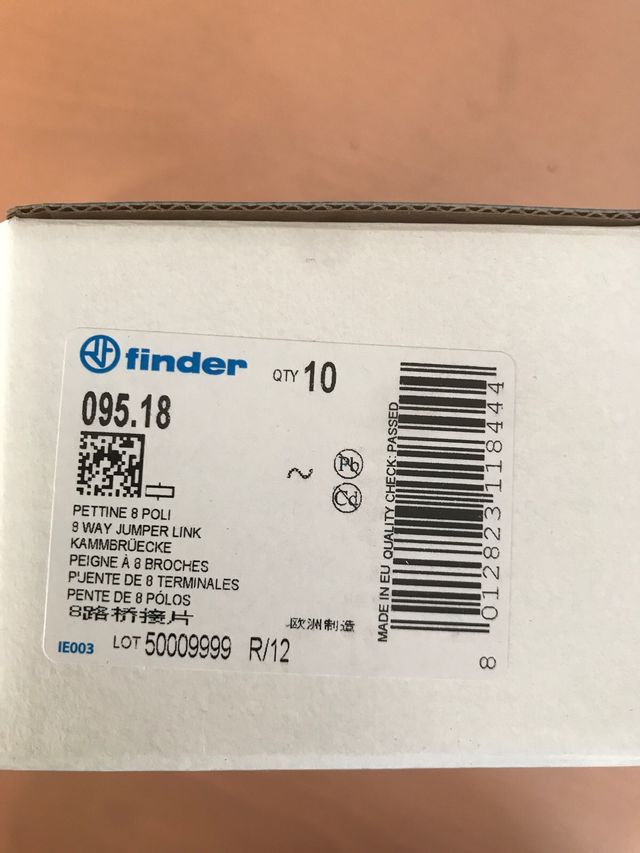 finder
QTY 10
095.18
Pb
Cd
PETTINE 8 POLI
8 WAY JUMPER LINK
KAMMBRÜECKE
PEIGNE À 8 BROCHES
PUENTE DE 8 TERMINALES
PENTE DE 8 PÓLOS
8路桥接片
欧洲制造
IE003 LOT 50009999 R/12
MADE IN EU QUALITY CHECK: PASSED
8 012823 118444